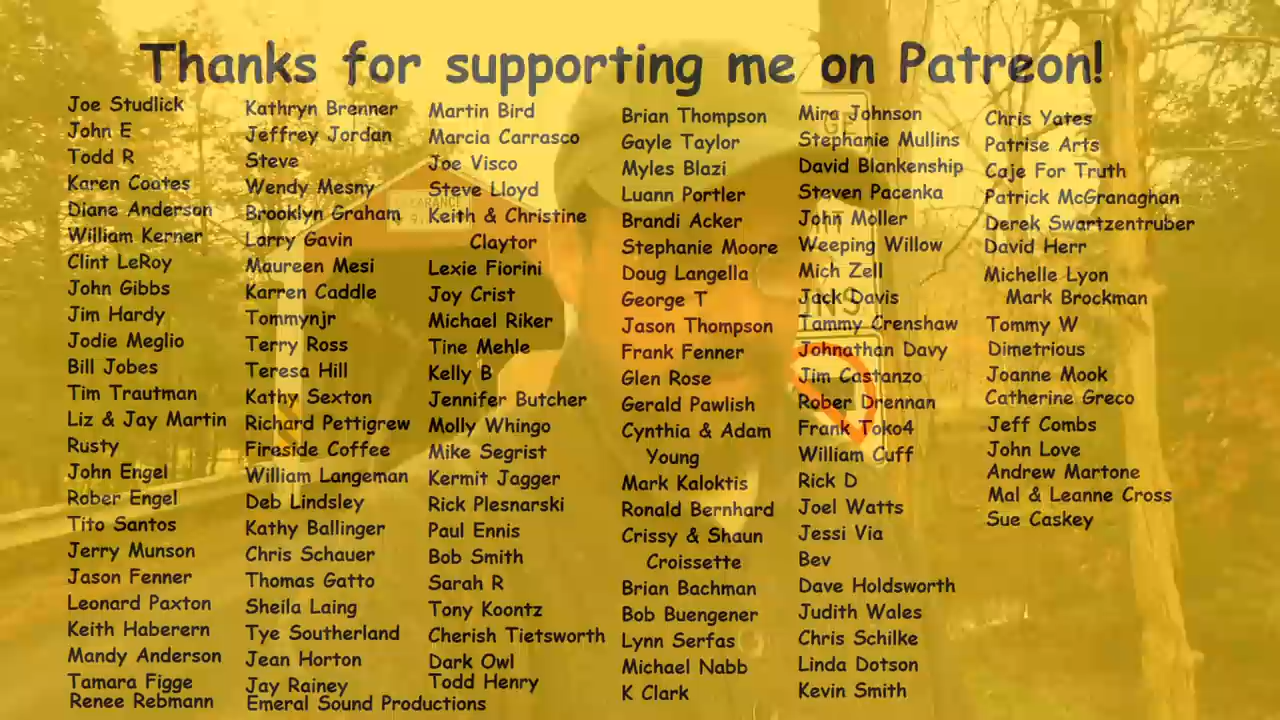 Thanks for supporting me on Patreon!
Joe Studlick
John E
Todd R
Karen Coates
Diane Anderson
William Kerner
Clint LeRoy
John Gibbs
Jim Hardy
Jodie Meglio
Bill Jobes
Tim Trautman
Liz & Jay Martin
Rusty
John Engel
Rober Engel
Tito Santos
Jerry Munson
Jason Fenner
Leonard Paxton
Keith Haberern
Mandy Anderson
Tamara Figge
Renee Rebmann
Kathryn Brenner
Jeffrey Jordan
Steve
Wendy Mesny
Brooklyn Graham
Larry Gavin
Maureen Mesi
Karren Caddle
Tommynjr
Terry Ross
Teresa Hill
Kathy Sexton
Richard Pettigrew
Fireside Coffee
William Langeman
Deb Lindsley
Kathy Ballinger
Chris Schauer
Thomas Gatto
Sheila Laing
Tye Southerland
Jean Horton
Jay Rainey
Emeral Sound Productions
Martin Bird
Marcia Carrasco
Joe Visco
Steve Lloyd
Keith & Christine
Claytor
Lexie Fiorini
Joy Crist
Michael Riker
Tine Mehle
Kelly B
Jennifer Butcher
Molly Whingo
Mike Segrist
Kermit Jagger
Rick Plesnarski
Paul Ennis
Bob Smith
Sarah R
Tony Koontz
Cherish Tietsworth
Dark Owl
Todd Henry
Brian Thompson
Gayle Taylor
Myles Blazi
Luann Portler
Brandi Acker
Stephanie Moore
Doug Langella
George T
Jason Thompson
Frank Fenner
Glen Rose
Gerald Pawlish
Cynthia & Adam
Young
Mark Kaloktis
Ronald Bernhard
Crissy & Shaun
Croissette
Brian Bachman
Bob Buengener
Lynn Serfas
Michael Nabb
K Clark
Mira Johnson
Stephanie Mullins
David Blankenship
Steven Pacenka
John Moller
Weeping Willow
Mich Zell
Jack Davis
Tammy Crenshaw
Johnathan Davy
Jim Castanzo
Rober Drennan
Frank Toko4
William Cuff
Rick D
Joel Watts
Jessi Via
Bev
Dave Holdsworth
Judith Wales
Chris Schilke
Linda Dotson
Kevin Smith
Chris Yates
Patrise Arts
Caje For Truth
Patrick McGranaghan
Derek Swartzentruber
David Herr
Michelle Lyon
Mark Brockman
Tommy W
Dimetrious
Joanne Mook
Catherine Greco
Jeff Combs
John Love
Andrew Martone
Mal & Leanne Cross
Sue Caskey